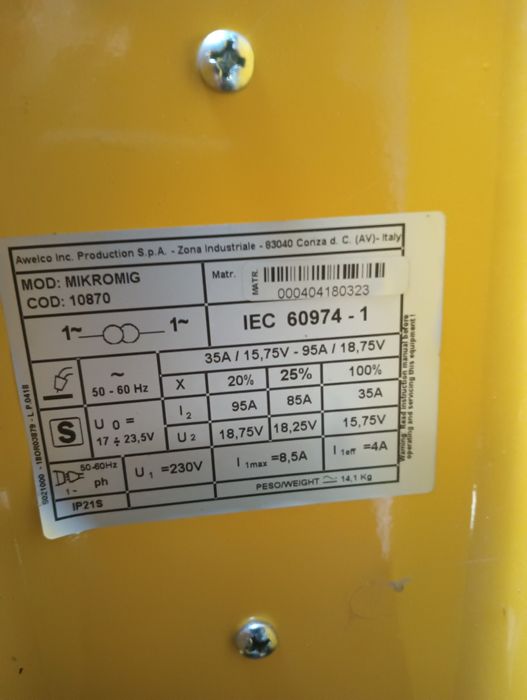 Awelco Inc. Production S.p.A. - Zona Industriale - 83040 Conza d. C. (AV)- Italy
MOD: MIKROMIG
COD: 10870
Matr.
MATR.
000404180323
1~ 1~
IEC 60974 - 1
~
50 - 60 Hz
35A / 15,75V - 95A / 18,75V
X 20% 25% 100%
I2 95A 85A 35A
S
U0 =
17 ÷ 23,5V
U2 18,75V 18,25V 15,75V
50-60Hz
1~ ph
U1 =230V
I1max =8,5A
I1eff =4A
IP21S
PESO/WEIGHT ≃ 14,1 Kg
Warning: Read instruction manual before
operating and servicing this equipment !